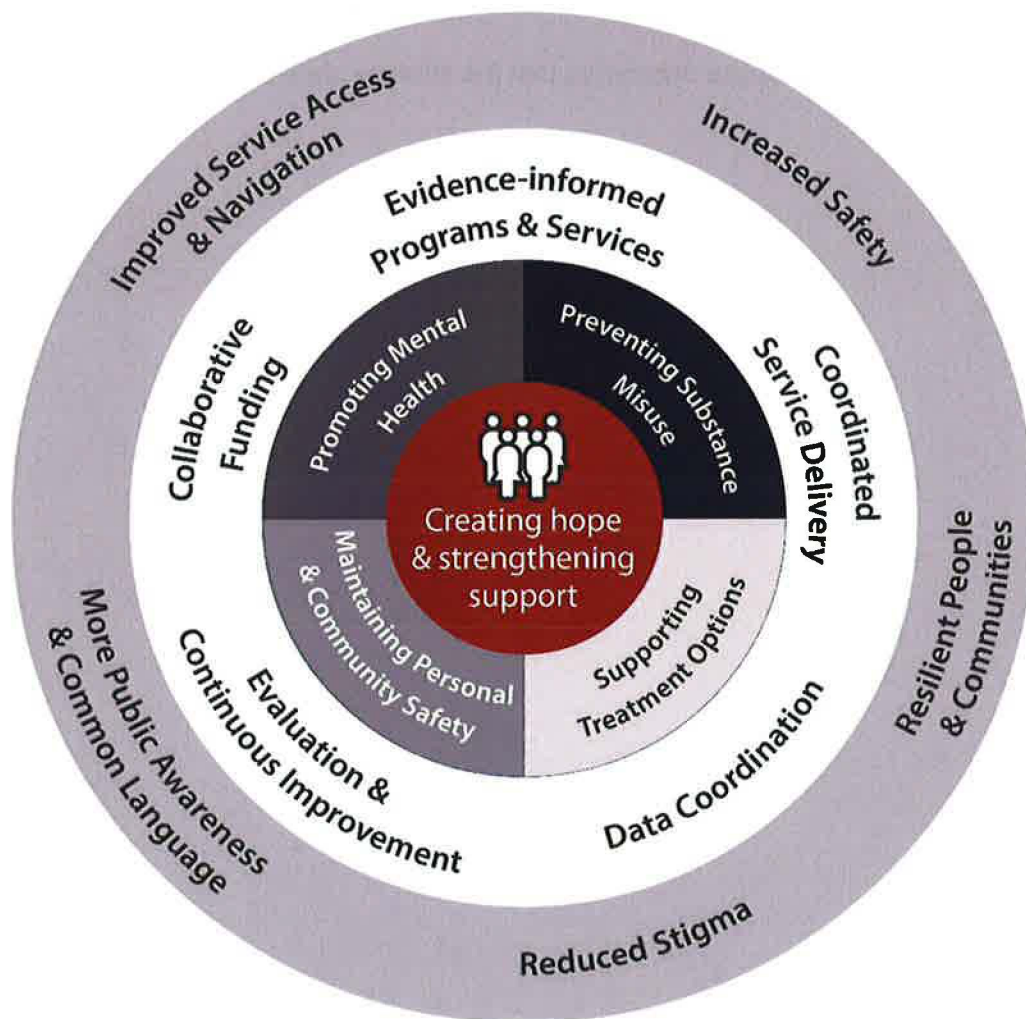 Improved Service Access
& Navigation
Increased Safety
Resilient People
& Communities
Reduced Stigma
More Public Awareness
& Common Language
Evidence-informed
Programs & Services
Coordinated
Service Delivery
Data Coordination
Evaluation &
Continuous Improvement
Collaborative
Funding
Promoting Mental
Health
Preventing Substance
Misuse
Supporting
Treatment Options
Maintaining Personal
& Community Safety
Creating hope
& strengthening
support